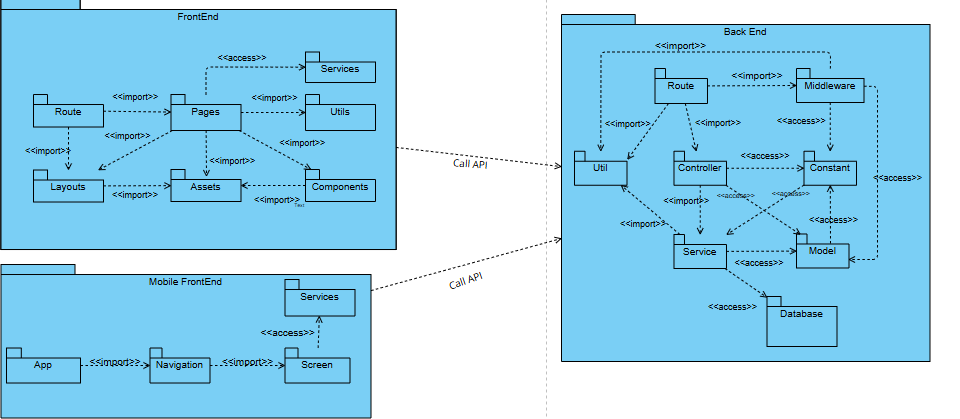 FrontEnd
<<access>>
Services
<<import>>
<<import>>
Route
Pages
Utils
<<import>>
<<import>>
<<import>>
<<import>>
Layouts
Assets
Components
<<import>>
<<import>>
Text
Mobile FrontEnd
Services
<<access>>
App
<<import>>
Navigation
<<import>>
Screen
Call API
Call API
Back End
<<import>>
Route
<<import>>
Middleware
<<import>>
<<import>>
<<access>>
Util
Controller
<<access>>
Constant
<<access>>
<<import>>
<<access>>
<<access>>
<<import>>
<<access>>
Service
Model
<<access>>
<<access>>
Database